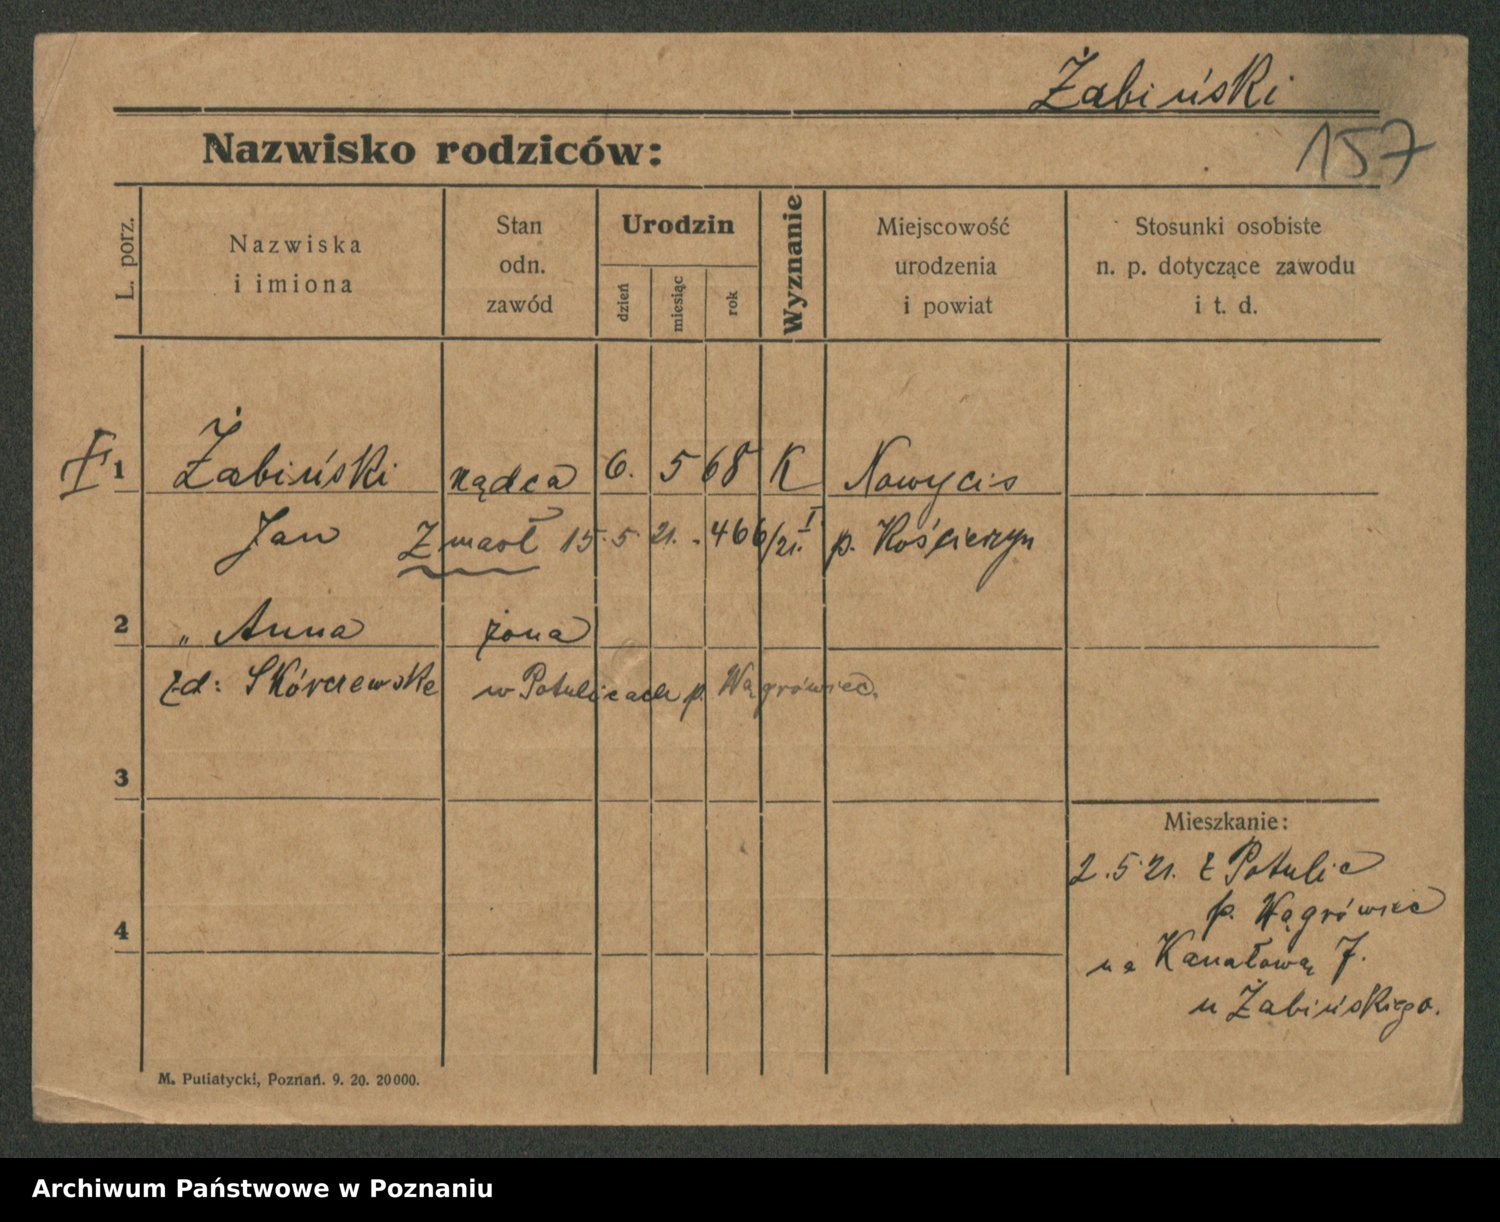 Żabiński
157
Nazwisko rodziców:
L. porz.
Nazwiska
i imiona
Stan
odn.
zawód
Urodzin
dzień
miesiąc
rok
Wyznanie
Miejscowość
urodzenia
i powiat
Stosunki osobiste
n. p. dotyczące zawodu
i t. d.
1 Żabiński rządca 6. 5 68 K
Jan Zmarł 15.5 21. 466/21. I p. Kościerzyn
2 „ Anna żona
zd: Skórzewska w Potulicach p. Wągrówiec.
3
Mieszkanie:
2.5.21. z Potulic
p. Wągrówiec
4
na Kanałową 7.
u Żabińskiego.
M. Putiatycki, Poznań. 9. 20. 20000.
Archiwum Państwowe w Poznaniu